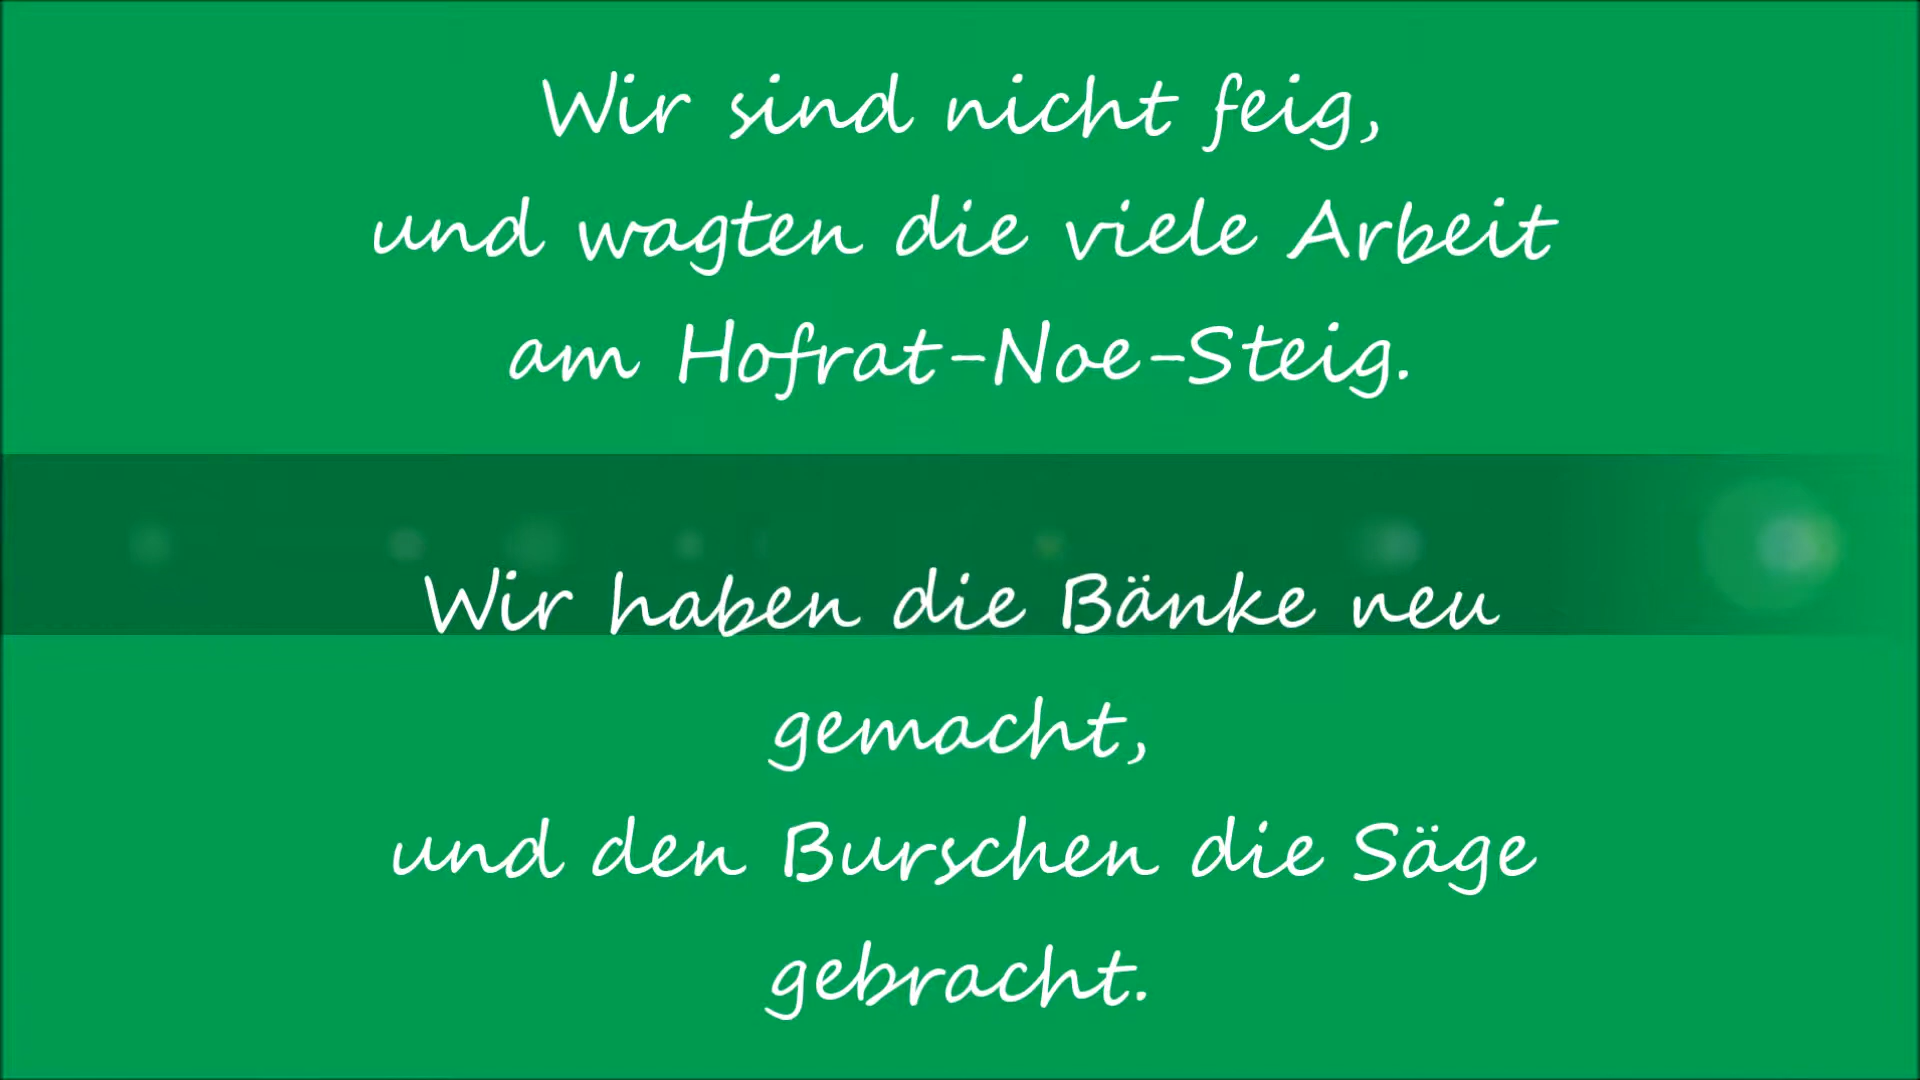 Wir sind nicht feig,
und wagten die viele Arbeit
am Hofrat-Noe-Steig.
Wir haben die Bänke neu
gemacht,
und den Burschen die Säge
gebracht.